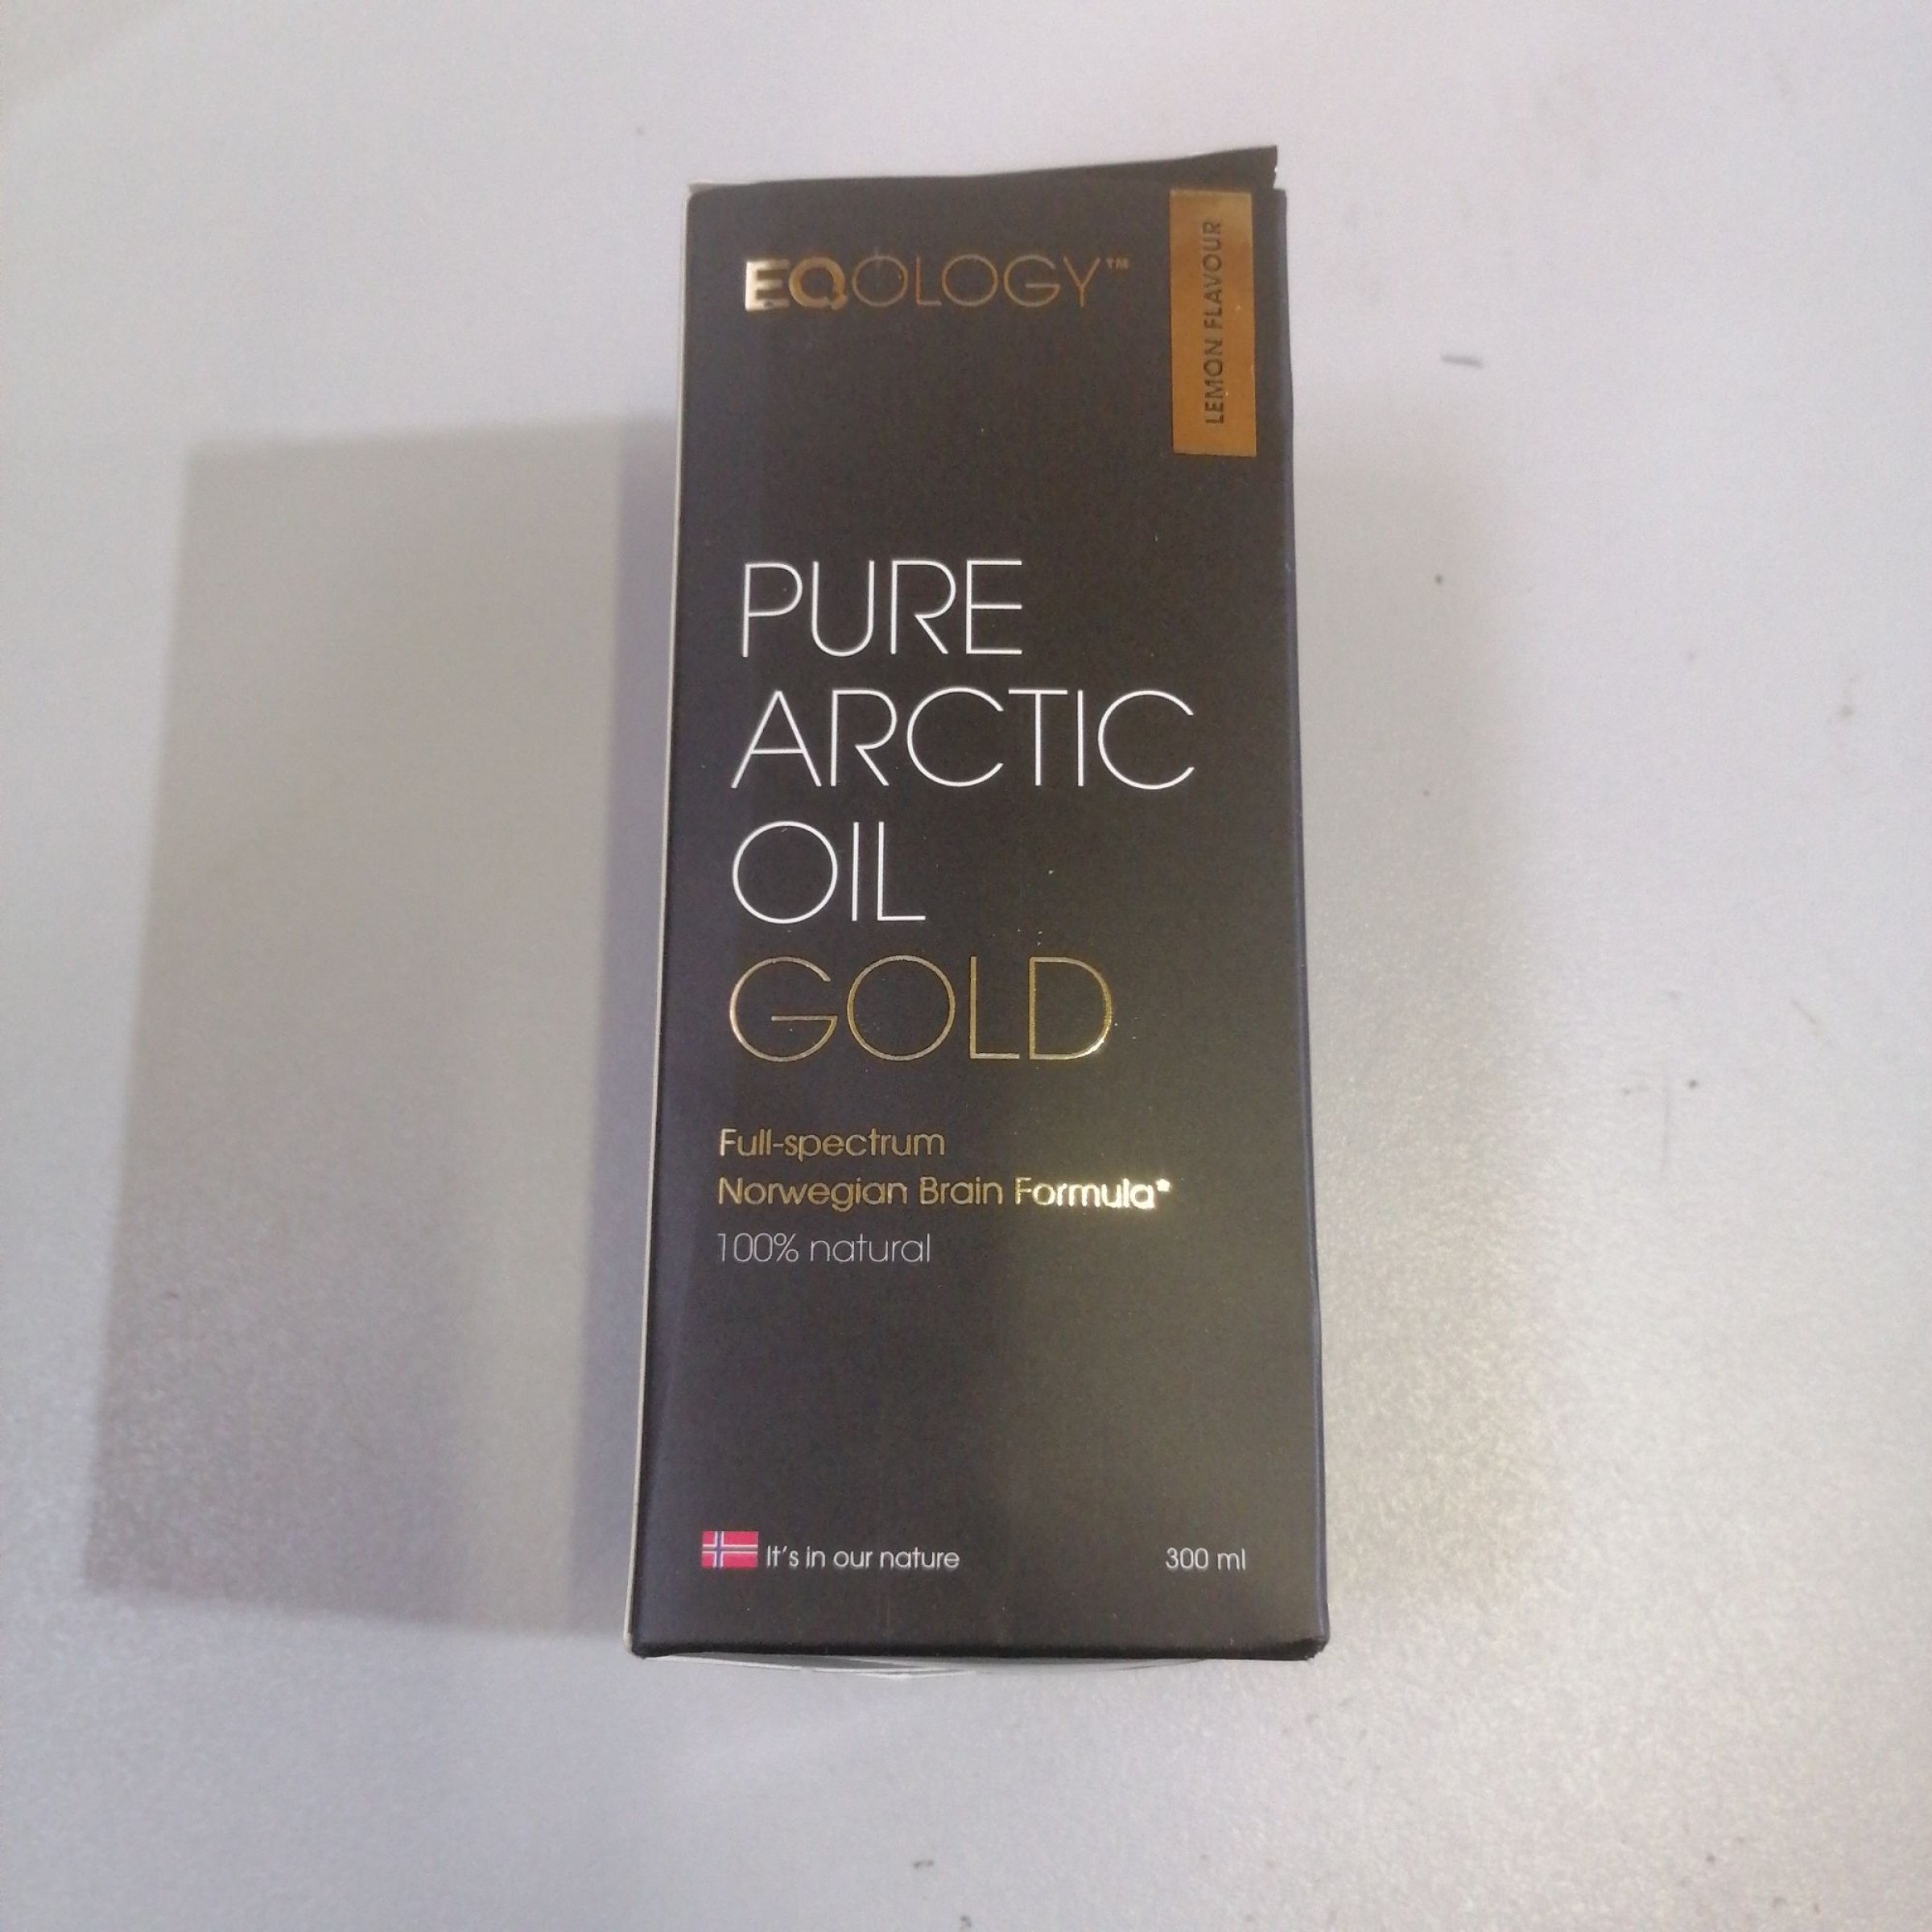 EQOLOGY™
LEMON FLAVOUR
PURE
ARCTIC
OIL
GOLD
Full-spectrum
Norwegian Brain Formula*
100% natural
It's in our nature
300 ml